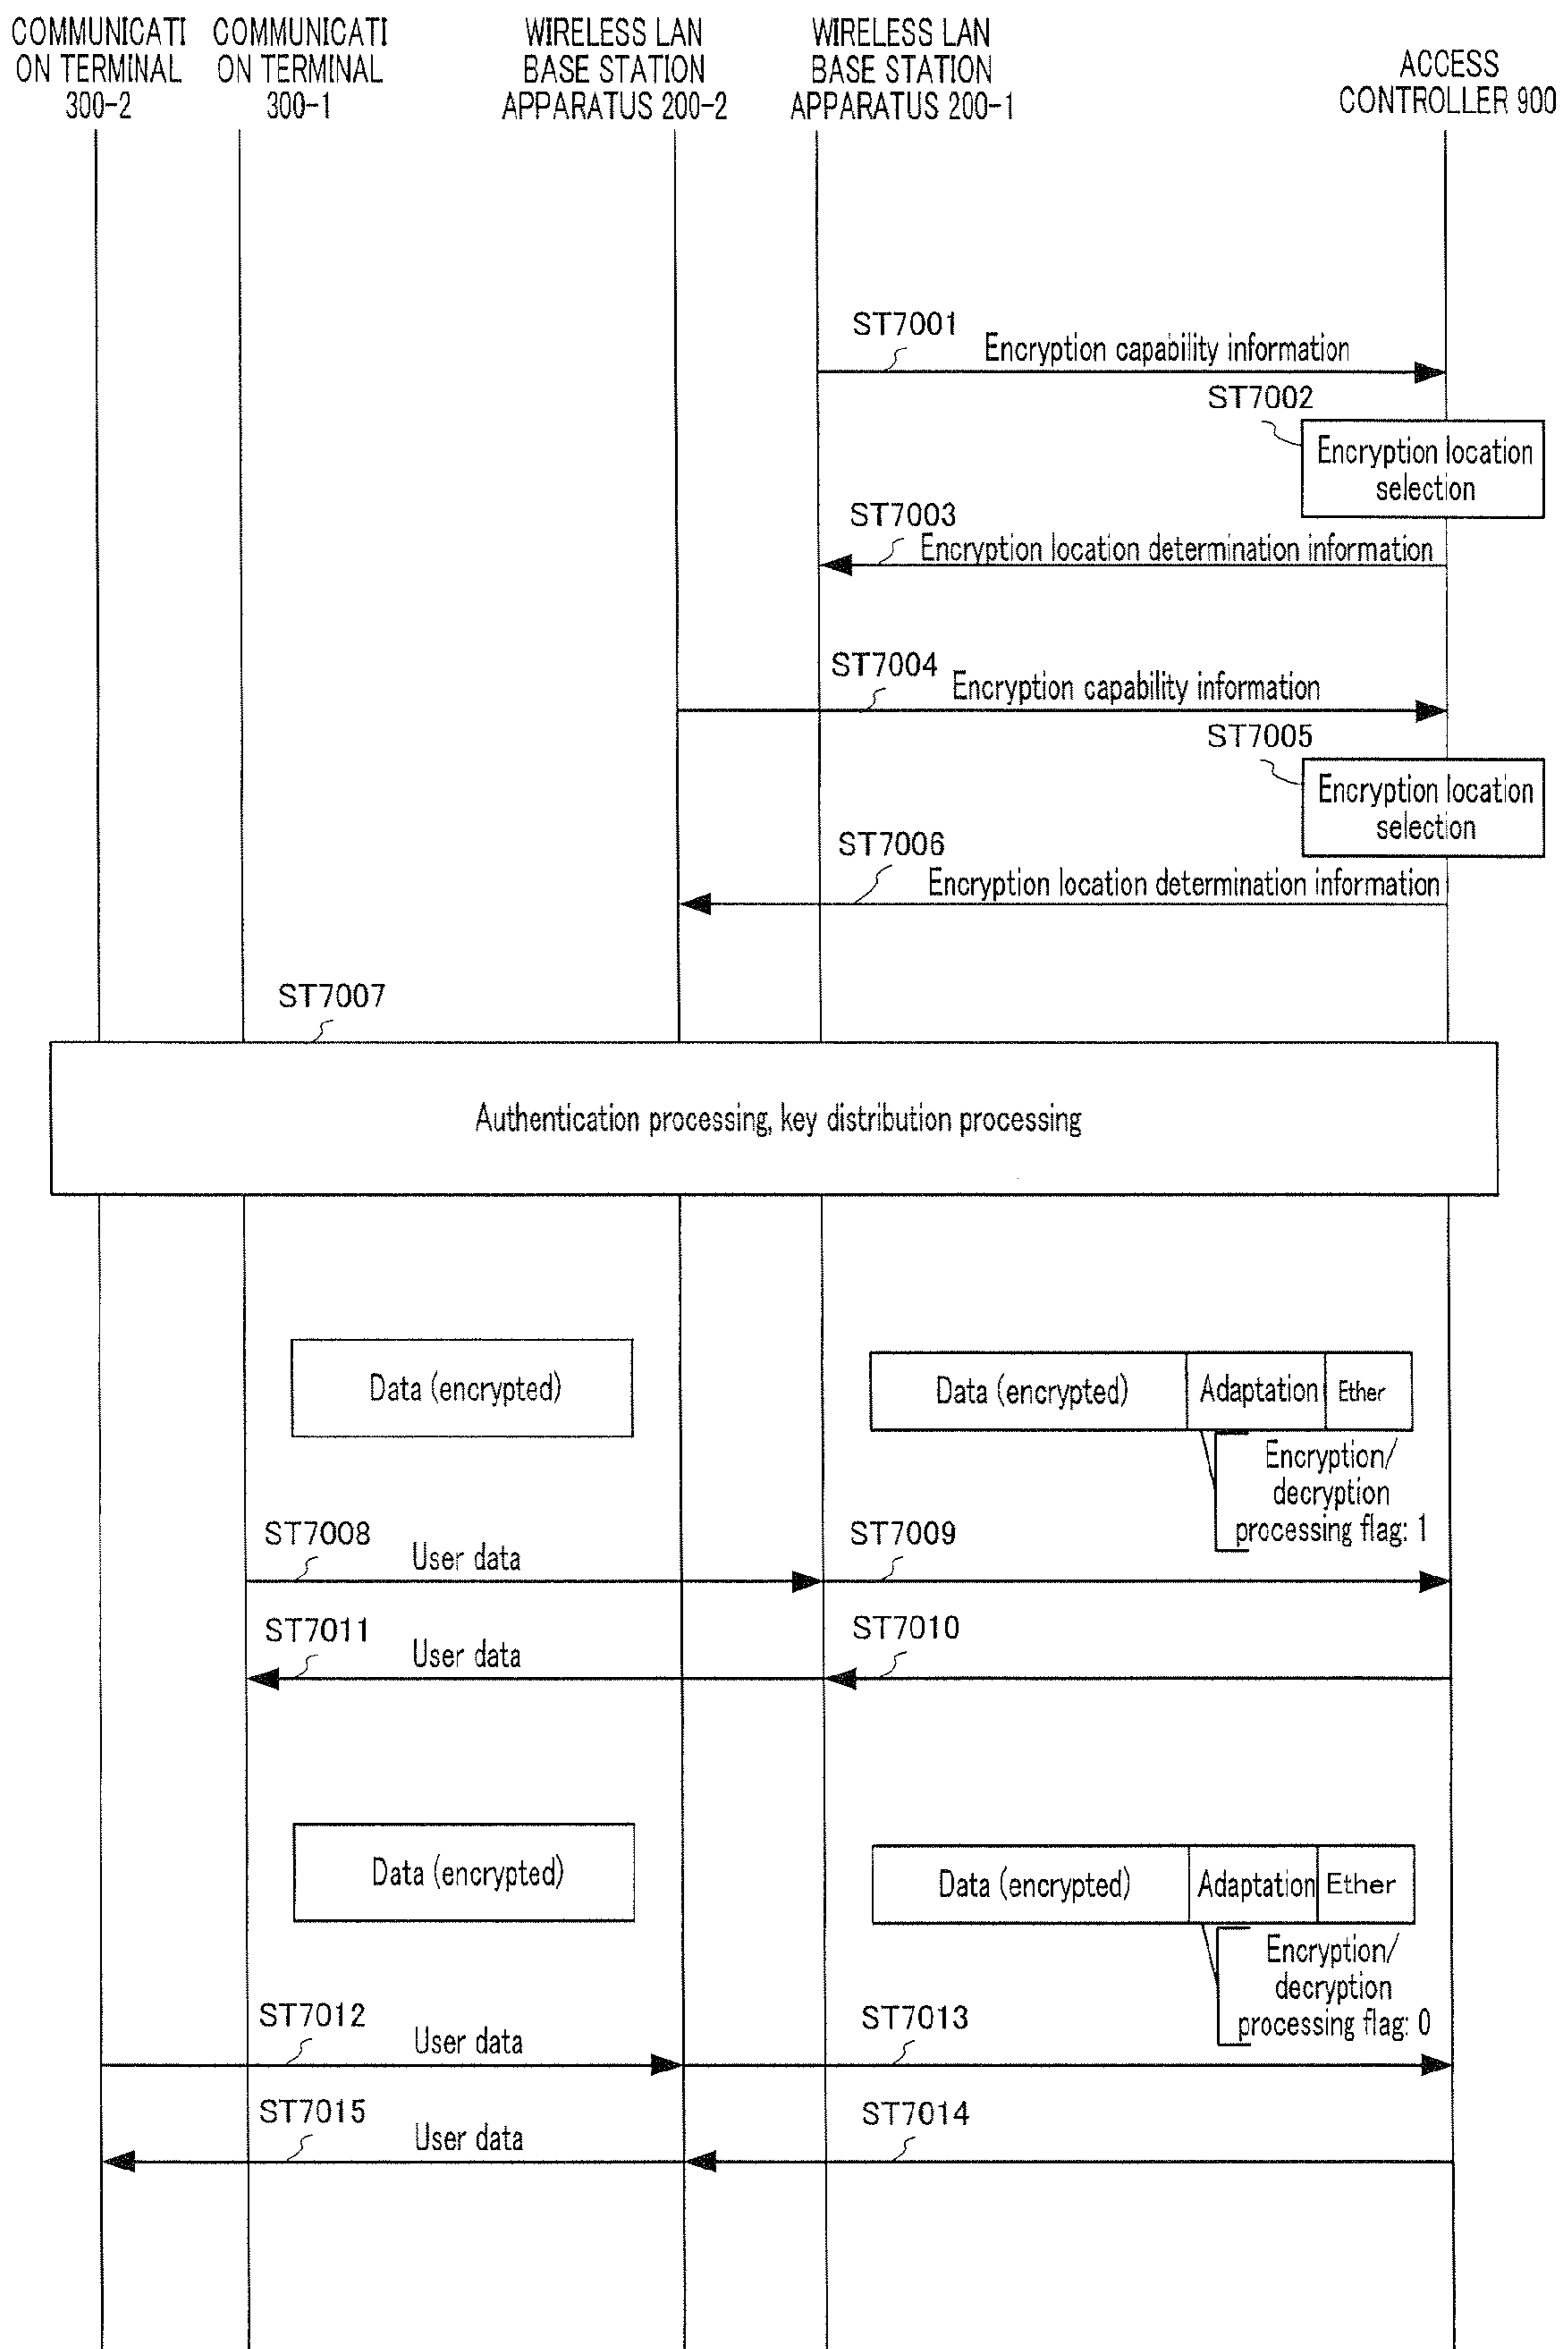 COMMUNICATI
ON TERMINAL
300-2
COMMUNICATI
ON TERMINAL
300-1
WIRELESS LAN
BASE STATION
APPARATUS 200-2
WIRELESS LAN
BASE STATION
APPARATUS 200-1
ACCESS
CONTROLLER 900
ST7001
Encryption capability information
ST7002
Encryption location
selection
ST7003
Encryption location determination information
ST7004
Encryption capability information
ST7005
Encryption location
selection
ST7006
Encryption location determination information
ST7007
Authentication processing, key distribution processing
Data (encrypted)
Data (encrypted)
Adaptation
Ether
Encryption/
decryption
processing flag: 1
ST7008
User data
ST7009
ST7011
User data
ST7010
Data (encrypted)
Data (encrypted)
Adaptation
Ether
Encryption/
decryption
processing flag: 0
ST7012
User data
ST7013
ST7015
User data
ST7014